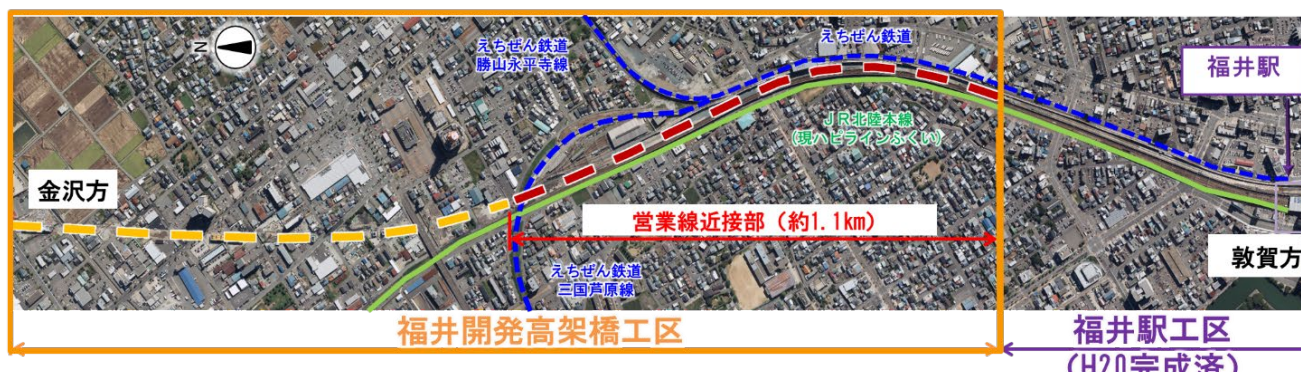 N
えちぜん鉄道
勝山永平寺線
えちぜん鉄道
福井駅
JR北陸本線
(現ハピラインふくい)
金沢方
営業線近接部(約1.1km)
敦賀方
えちぜん鉄道
三国芦原線
福井開発高架橋工区
福井駅工区
(H20完成済)